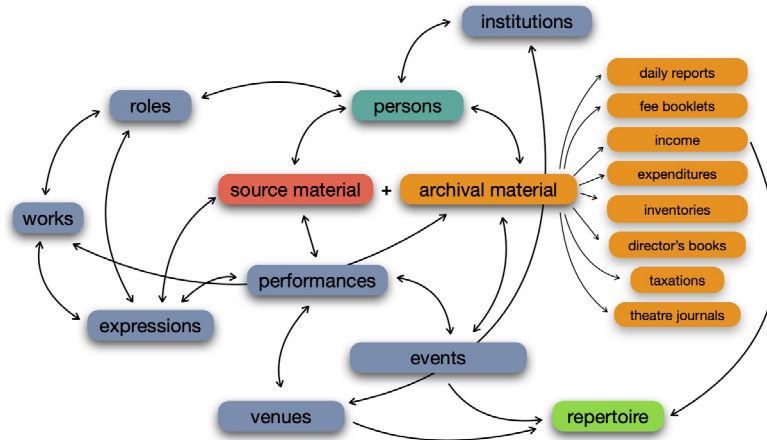 institutions
daily reports
roles
persons
fee booklets
income
source material + archival material
expenditures
works
inventories
director's books
performances
taxations
expressions
theatre journals
events
venues
repertoire